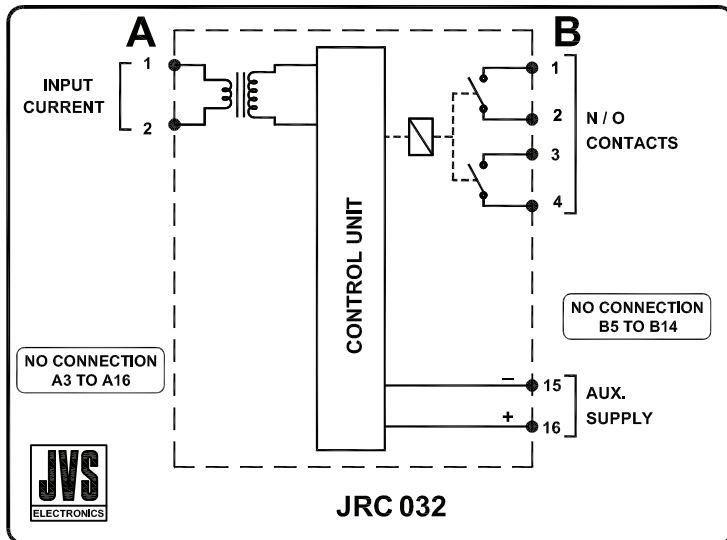 A
B
INPUT
CURRENT
1
2
1
2
3
4
N / O
CONTACTS
CONTROL UNIT
NO CONNECTION
B5 TO B14
NO CONNECTION
A3 TO A16
– 15
+ 16
AUX.
SUPPLY
JVS
ELECTRONICS
JRC 032